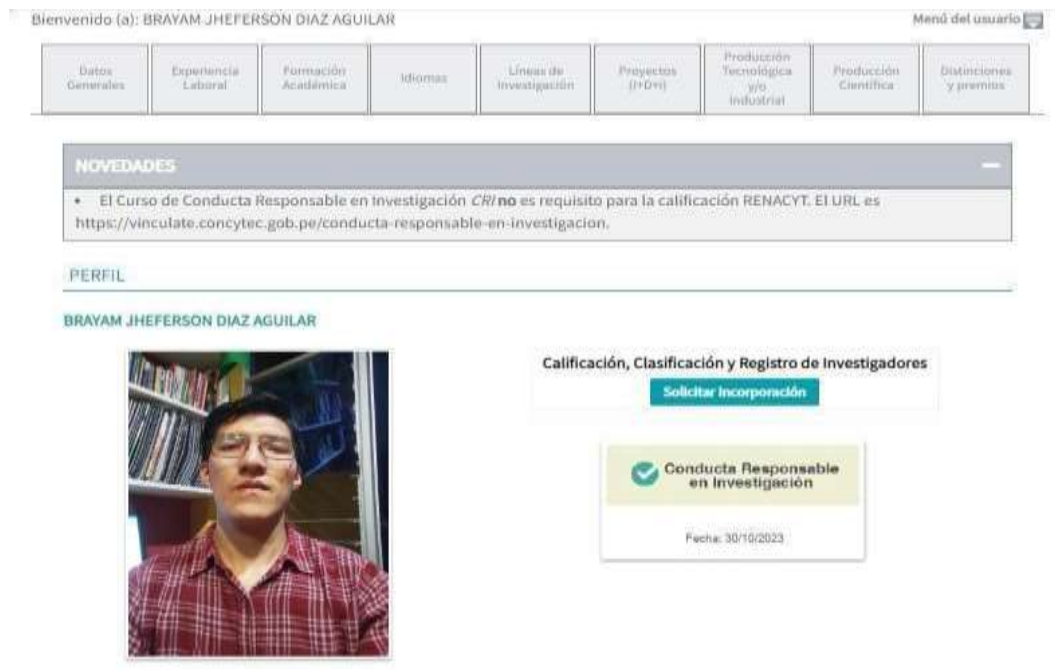 Bienvenido (a): BRAYAM JHEFERSON DIAZ AGUILAR
Menú del usuario
Datos
Generales
Experiencia
Laboral
Formación
Académica
Idiomas
Líneas de
Investigación
Proyectos
(I+D+i)
Producción
Tecnológica
y/o
Industrial
Producción
Científica
Distinciones
y premios
NOVEDADES
• El Curso de Conducta Responsable en Investigación CRI no es requisito para la calificación RENACYT. El URL es
https://vinculate.concytec.gob.pe/conducta-responsable-en-investigacion.
PERFIL
BRAYAM JHEFERSON DIAZ AGUILAR
Calificación, Clasificación y Registro de Investigadores
Solicitar Incorporación
Conducta Responsable
en Investigación
Fecha: 30/10/2023